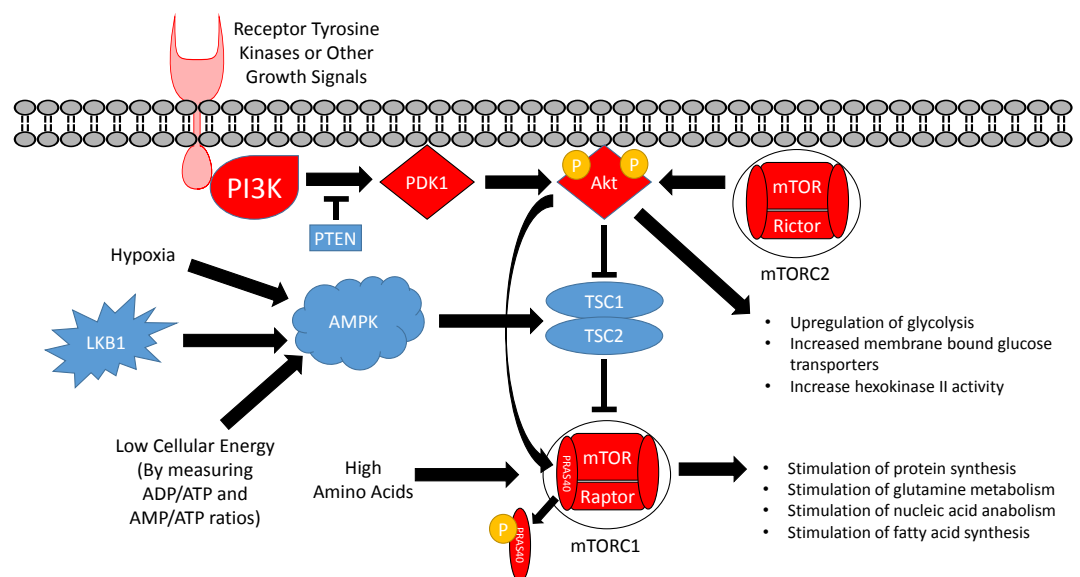 Receptor Tyrosine
Kinases or Other
Growth Signals
PI3K
PDK1
P
P
Akt
mTOR
Rictor
mTORC2
PTEN
Hypoxia
LKB1
AMPK
TSC1
TSC2
• Upregulation of glycolysis
• Increased membrane bound glucose
transporters
• Increase hexokinase II activity
Low Cellular Energy
(By measuring
ADP/ATP and
AMP/ATP ratios)
High
Amino Acids
PRAS40
mTOR
Raptor
mTORC1
P
PRAS40
• Stimulation of protein synthesis
• Stimulation of glutamine metabolism
• Stimulation of nucleic acid anabolism
• Stimulation of fatty acid synthesis